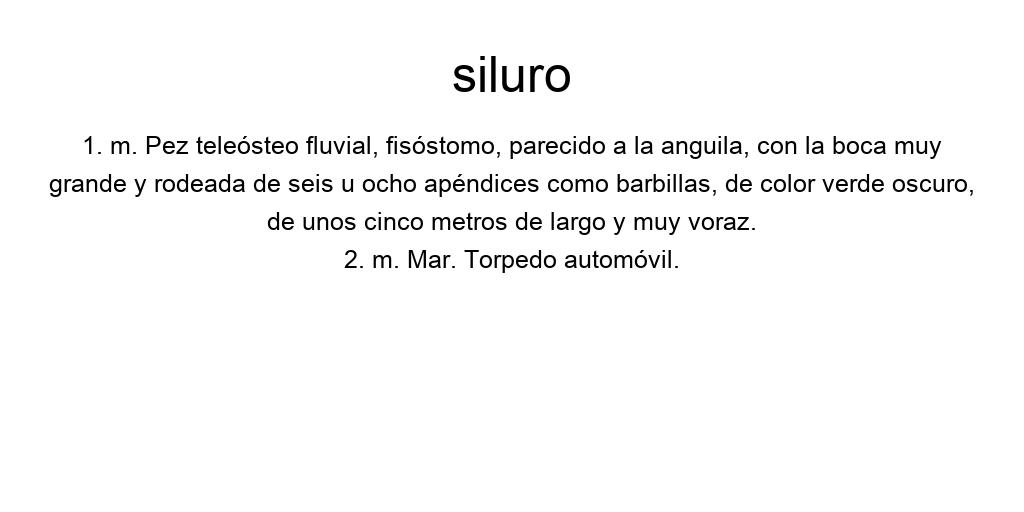 siluro
1. m. Pez teleósteo fluvial, fisóstomo, parecido a la anguila, con la boca muy
grande y rodeada de seis u ocho apéndices como barbillas, de color verde oscuro,
de unos cinco metros de largo y muy voraz.
2. m. Mar. Torpedo automóvil.